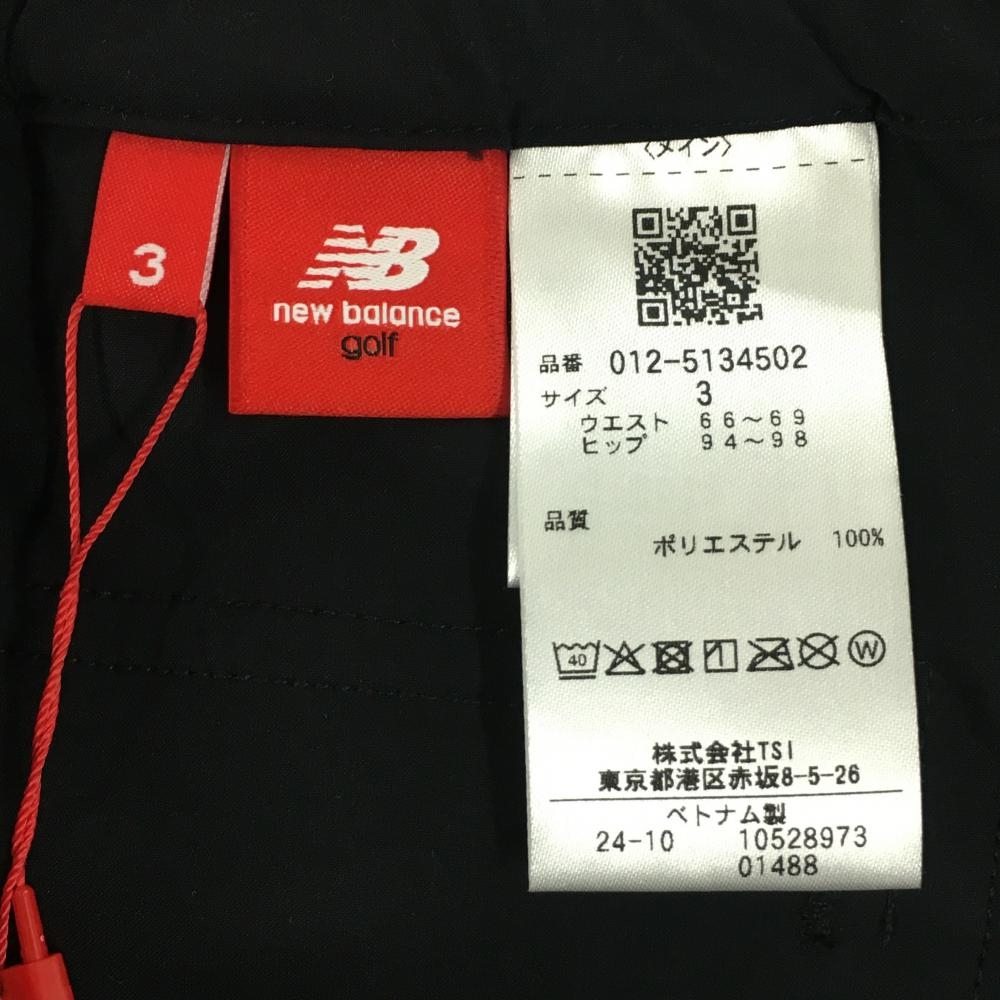 3
NB
new balance
golf
〈メイン〉
品番 012-5134502
サイズ 3
ウエスト 66~69
ヒップ 94~98
品質
ポリエステル 100%
40
W
株式会社TSI
東京都港区赤坂8-5-26
ベトナム製
24-10 10528973
01488